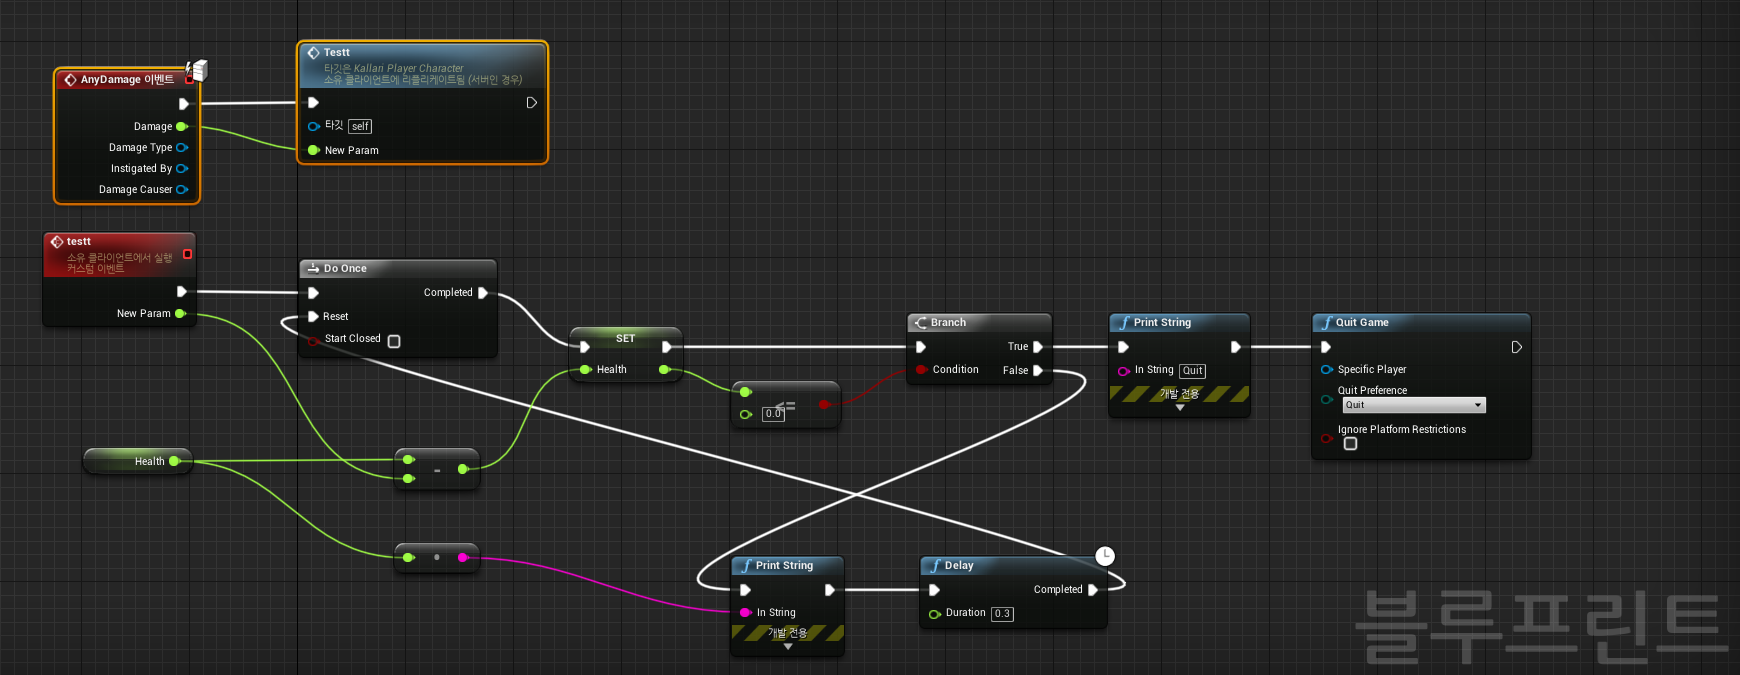 Testt
타깃은 Kallari Player Character
소유 클라이언트에 리플리케이트됨 (서버인 경우)
타깃 self
New Param
AnyDamage 이벤트
Damage
Damage Type
Instigated By
Damage Causer
testt
소유 클라이언트에서 실행
커스텀 이벤트
New Param
Do Once
Completed
Reset
Start Closed
SET
Health
<=
0.0
Branch
True
Condition
False
Print String
In String Quit
개발 전용
Quit Game
Specific Player
Quit Preference
Quit
Ignore Platform Restrictions
Health
-
Print String
In String
개발 전용
Delay
Completed
Duration 0.3
블루프린트